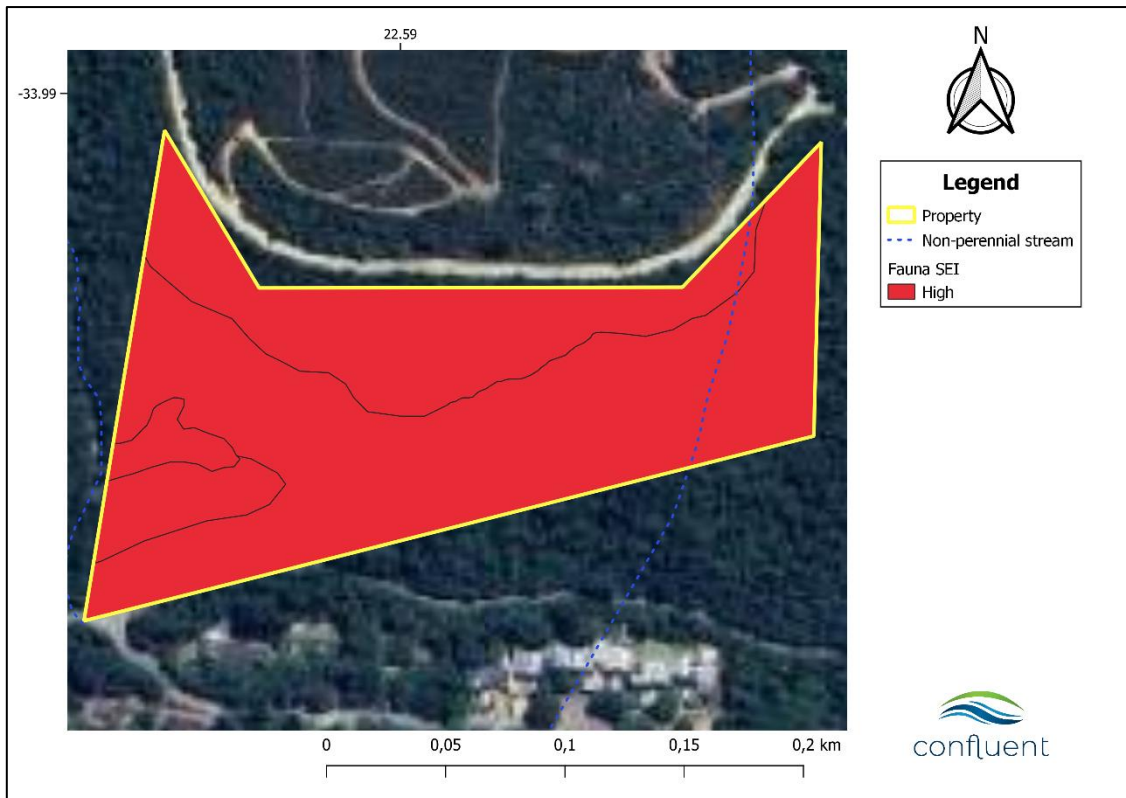 22.59
-33.99
N
Legend
Property
Non-perennial stream
Fauna SEI
High
confluent
0 0,05 0,1 0,15 0,2 km